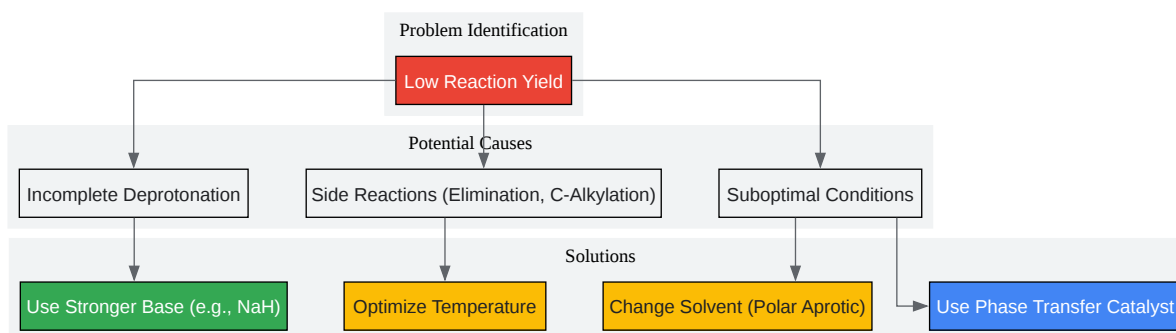 Problem Identification
Low Reaction Yield
Potential Causes
Incomplete Deprotonation
Side Reactions (Elimination, C-Alkylation)
Suboptimal Conditions
Solutions
Use Stronger Base (e.g., NaH)
Optimize Temperature
Change Solvent (Polar Aprotic)
Use Phase Transfer Catalyst